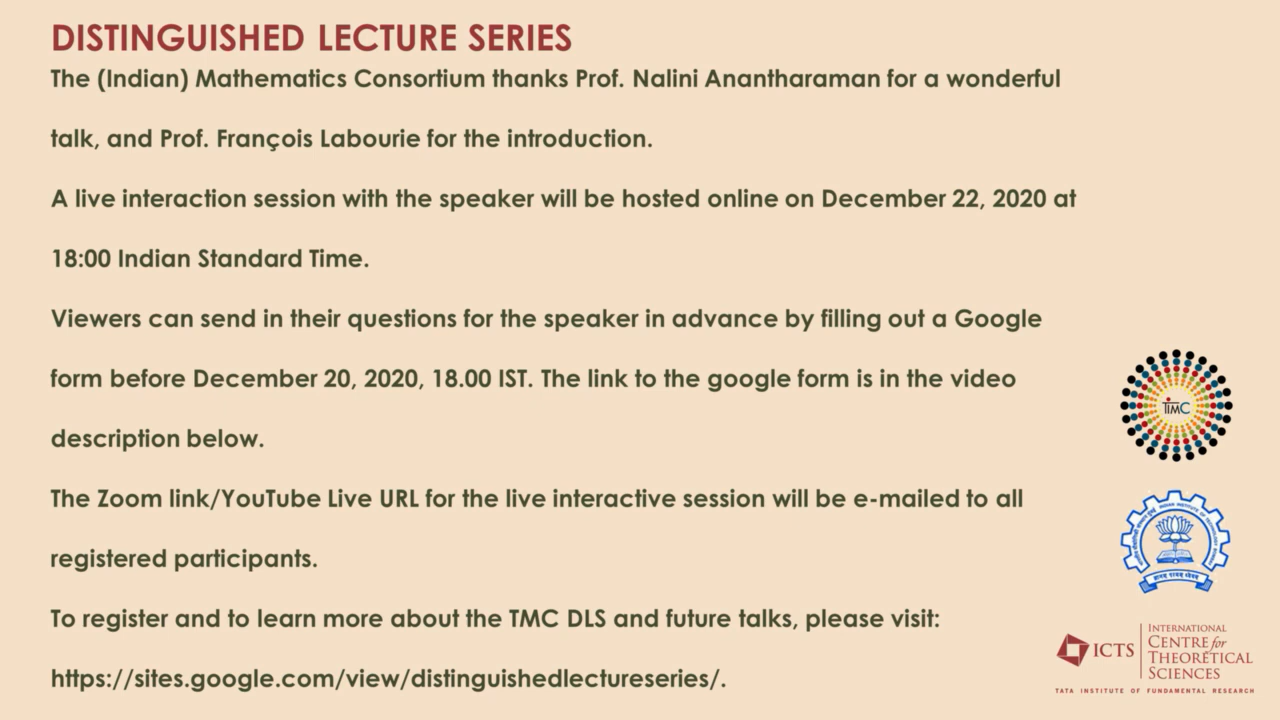 DISTINGUISHED LECTURE SERIES
The (Indian) Mathematics Consortium thanks Prof. Nalini Anantharaman for a wonderful
talk, and Prof. François Labourie for the introduction.
A live interaction session with the speaker will be hosted online on December 22, 2020 at
18:00 Indian Standard Time.
Viewers can send in their questions for the speaker in advance by filling out a Google
form before December 20, 2020, 18.00 IST. The link to the google form is in the video
description below.
The Zoom link/YouTube Live URL for the live interactive session will be e-mailed to all
registered participants.
To register and to learn more about the TMC DLS and future talks, please visit:
https://sites.google.com/view/distinguishedlectureseries/.
TIMC
ICTS
INTERNATIONAL
CENTRE for
THEORETICAL
SCIENCES
TATA INSTITUTE OF FUNDAMENTAL RESEARCH